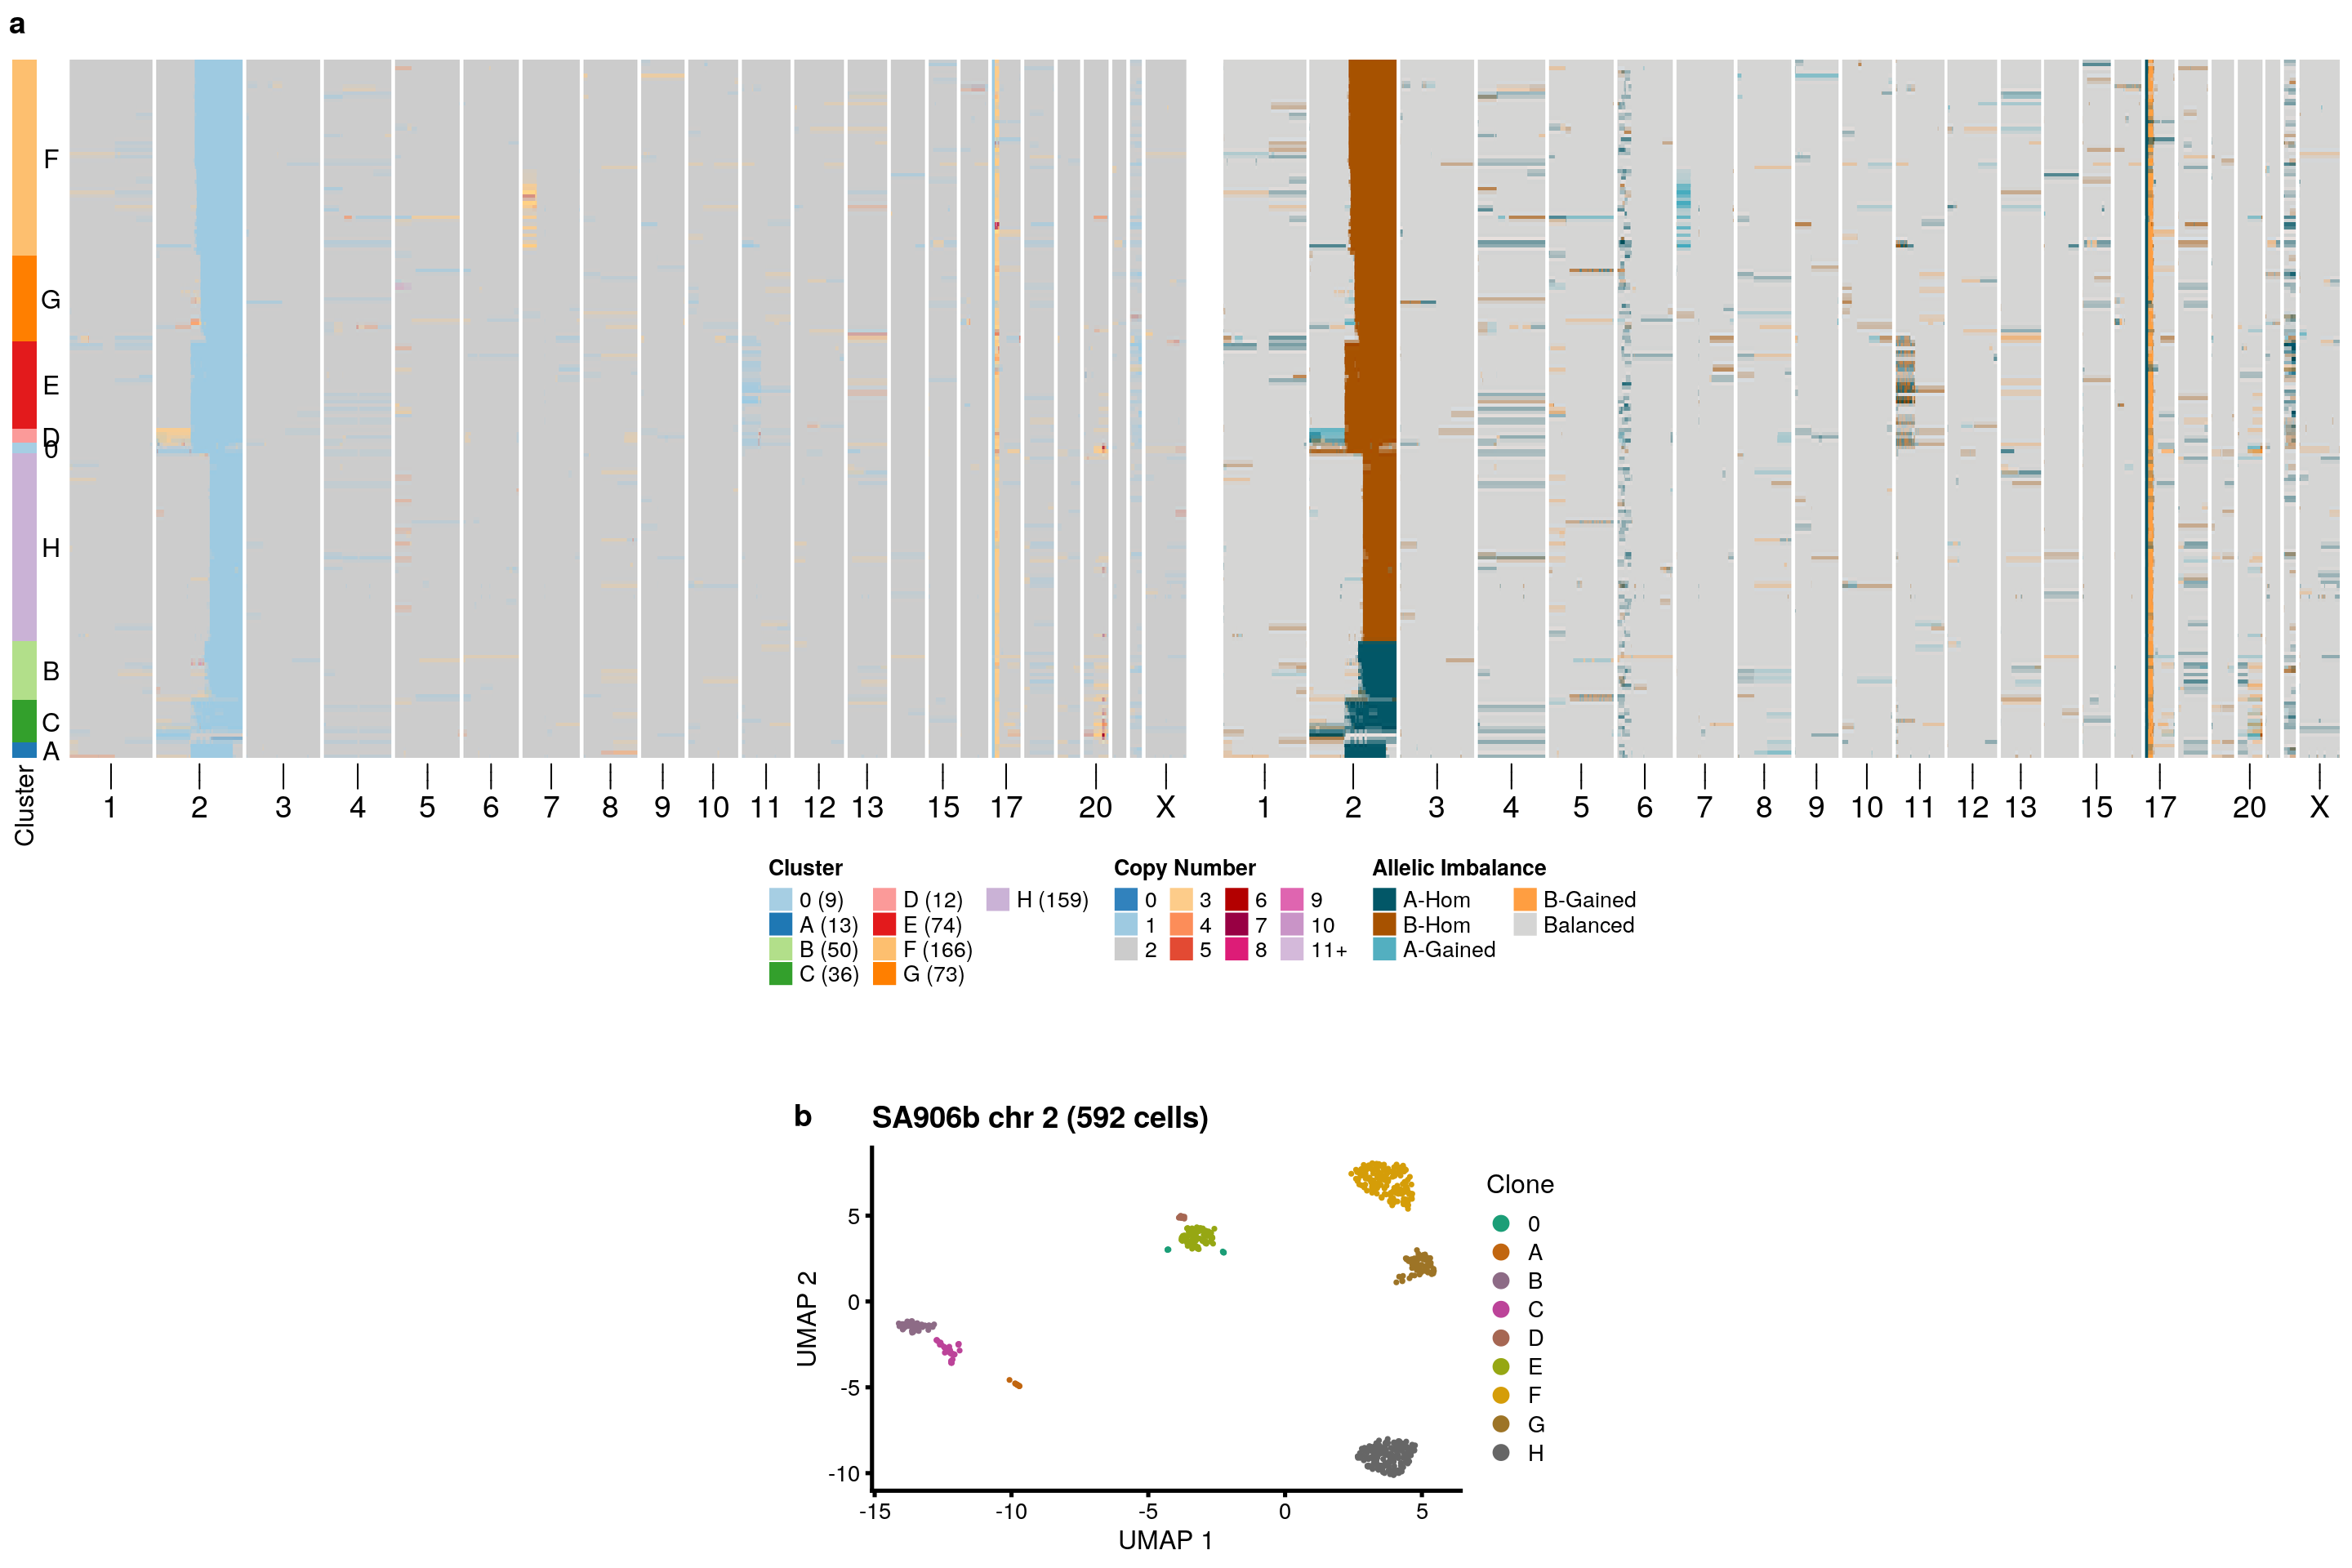 a
F
G
E
D
0
H
B
C
A
Cluster
1 2 3 4 5 6 7 8 9 10 11 12 13 15 17 20 X
1 2 3 4 5 6 7 8 9 10 11 12 13 15 17 20 X
Cluster
0 (9)
A (13)
B (50)
C (36)
D (12)
E (74)
F (166)
G (73)
H (159)
Copy Number
0
1
2
3
4
5
6
7
8
9
10
11+
Allelic Imbalance
A-Hom
B-Hom
A-Gained
B-Gained
Balanced
b
SA906b chr 2 (592 cells)
UMAP 2
5
0
-5
-10
-15 -10 -5 0 5
UMAP 1
Clone
0
A
B
C
D
E
F
G
H